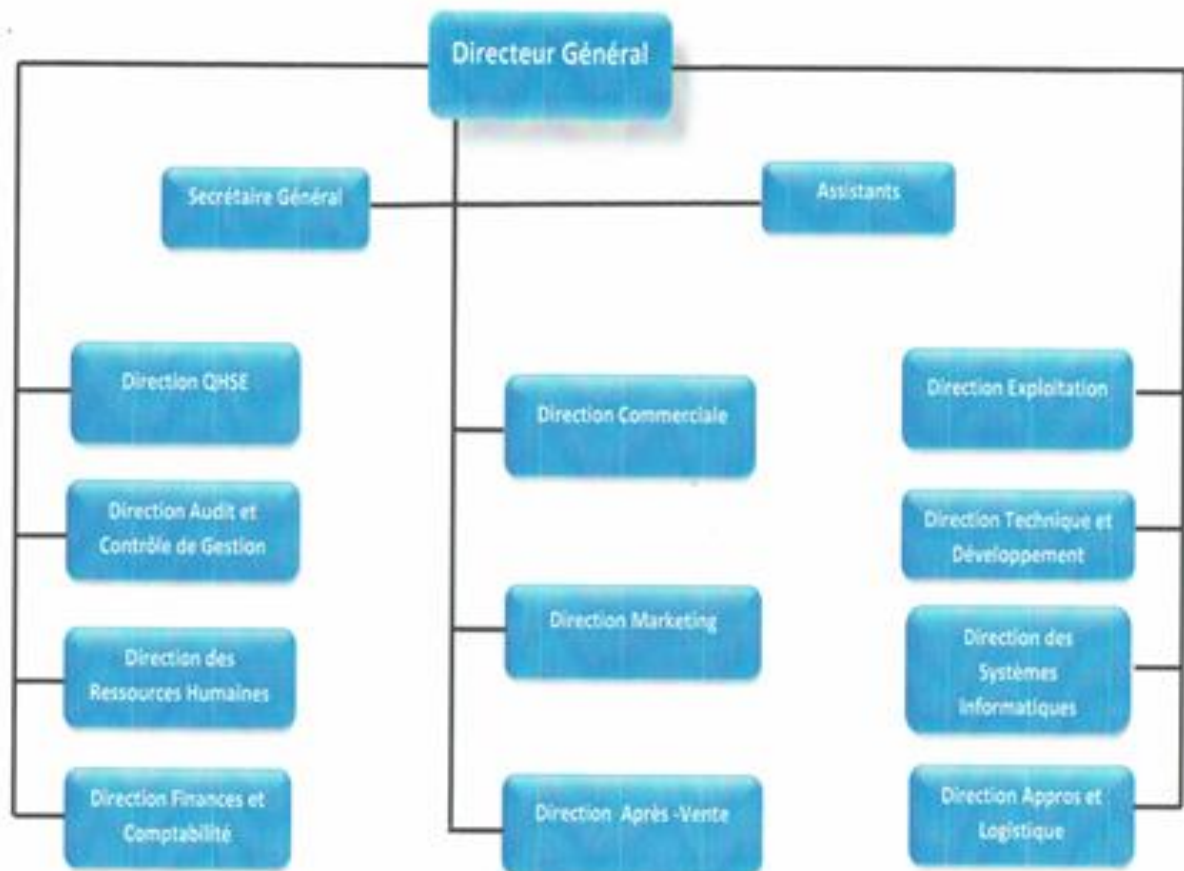 Directeur Général
Secrétaire Général
Assistants
Direction QHSE
Direction Audit et
Contrôle de Gestion
Direction des
Ressources Humaines
Direction Finances et
Comptabilité
Direction Commerciale
Direction Marketing
Direction Après -Vente
Direction Exploitation
Direction Technique et
Développement
Direction des
Systèmes
Informatiques
Direction Appros et
Logistique